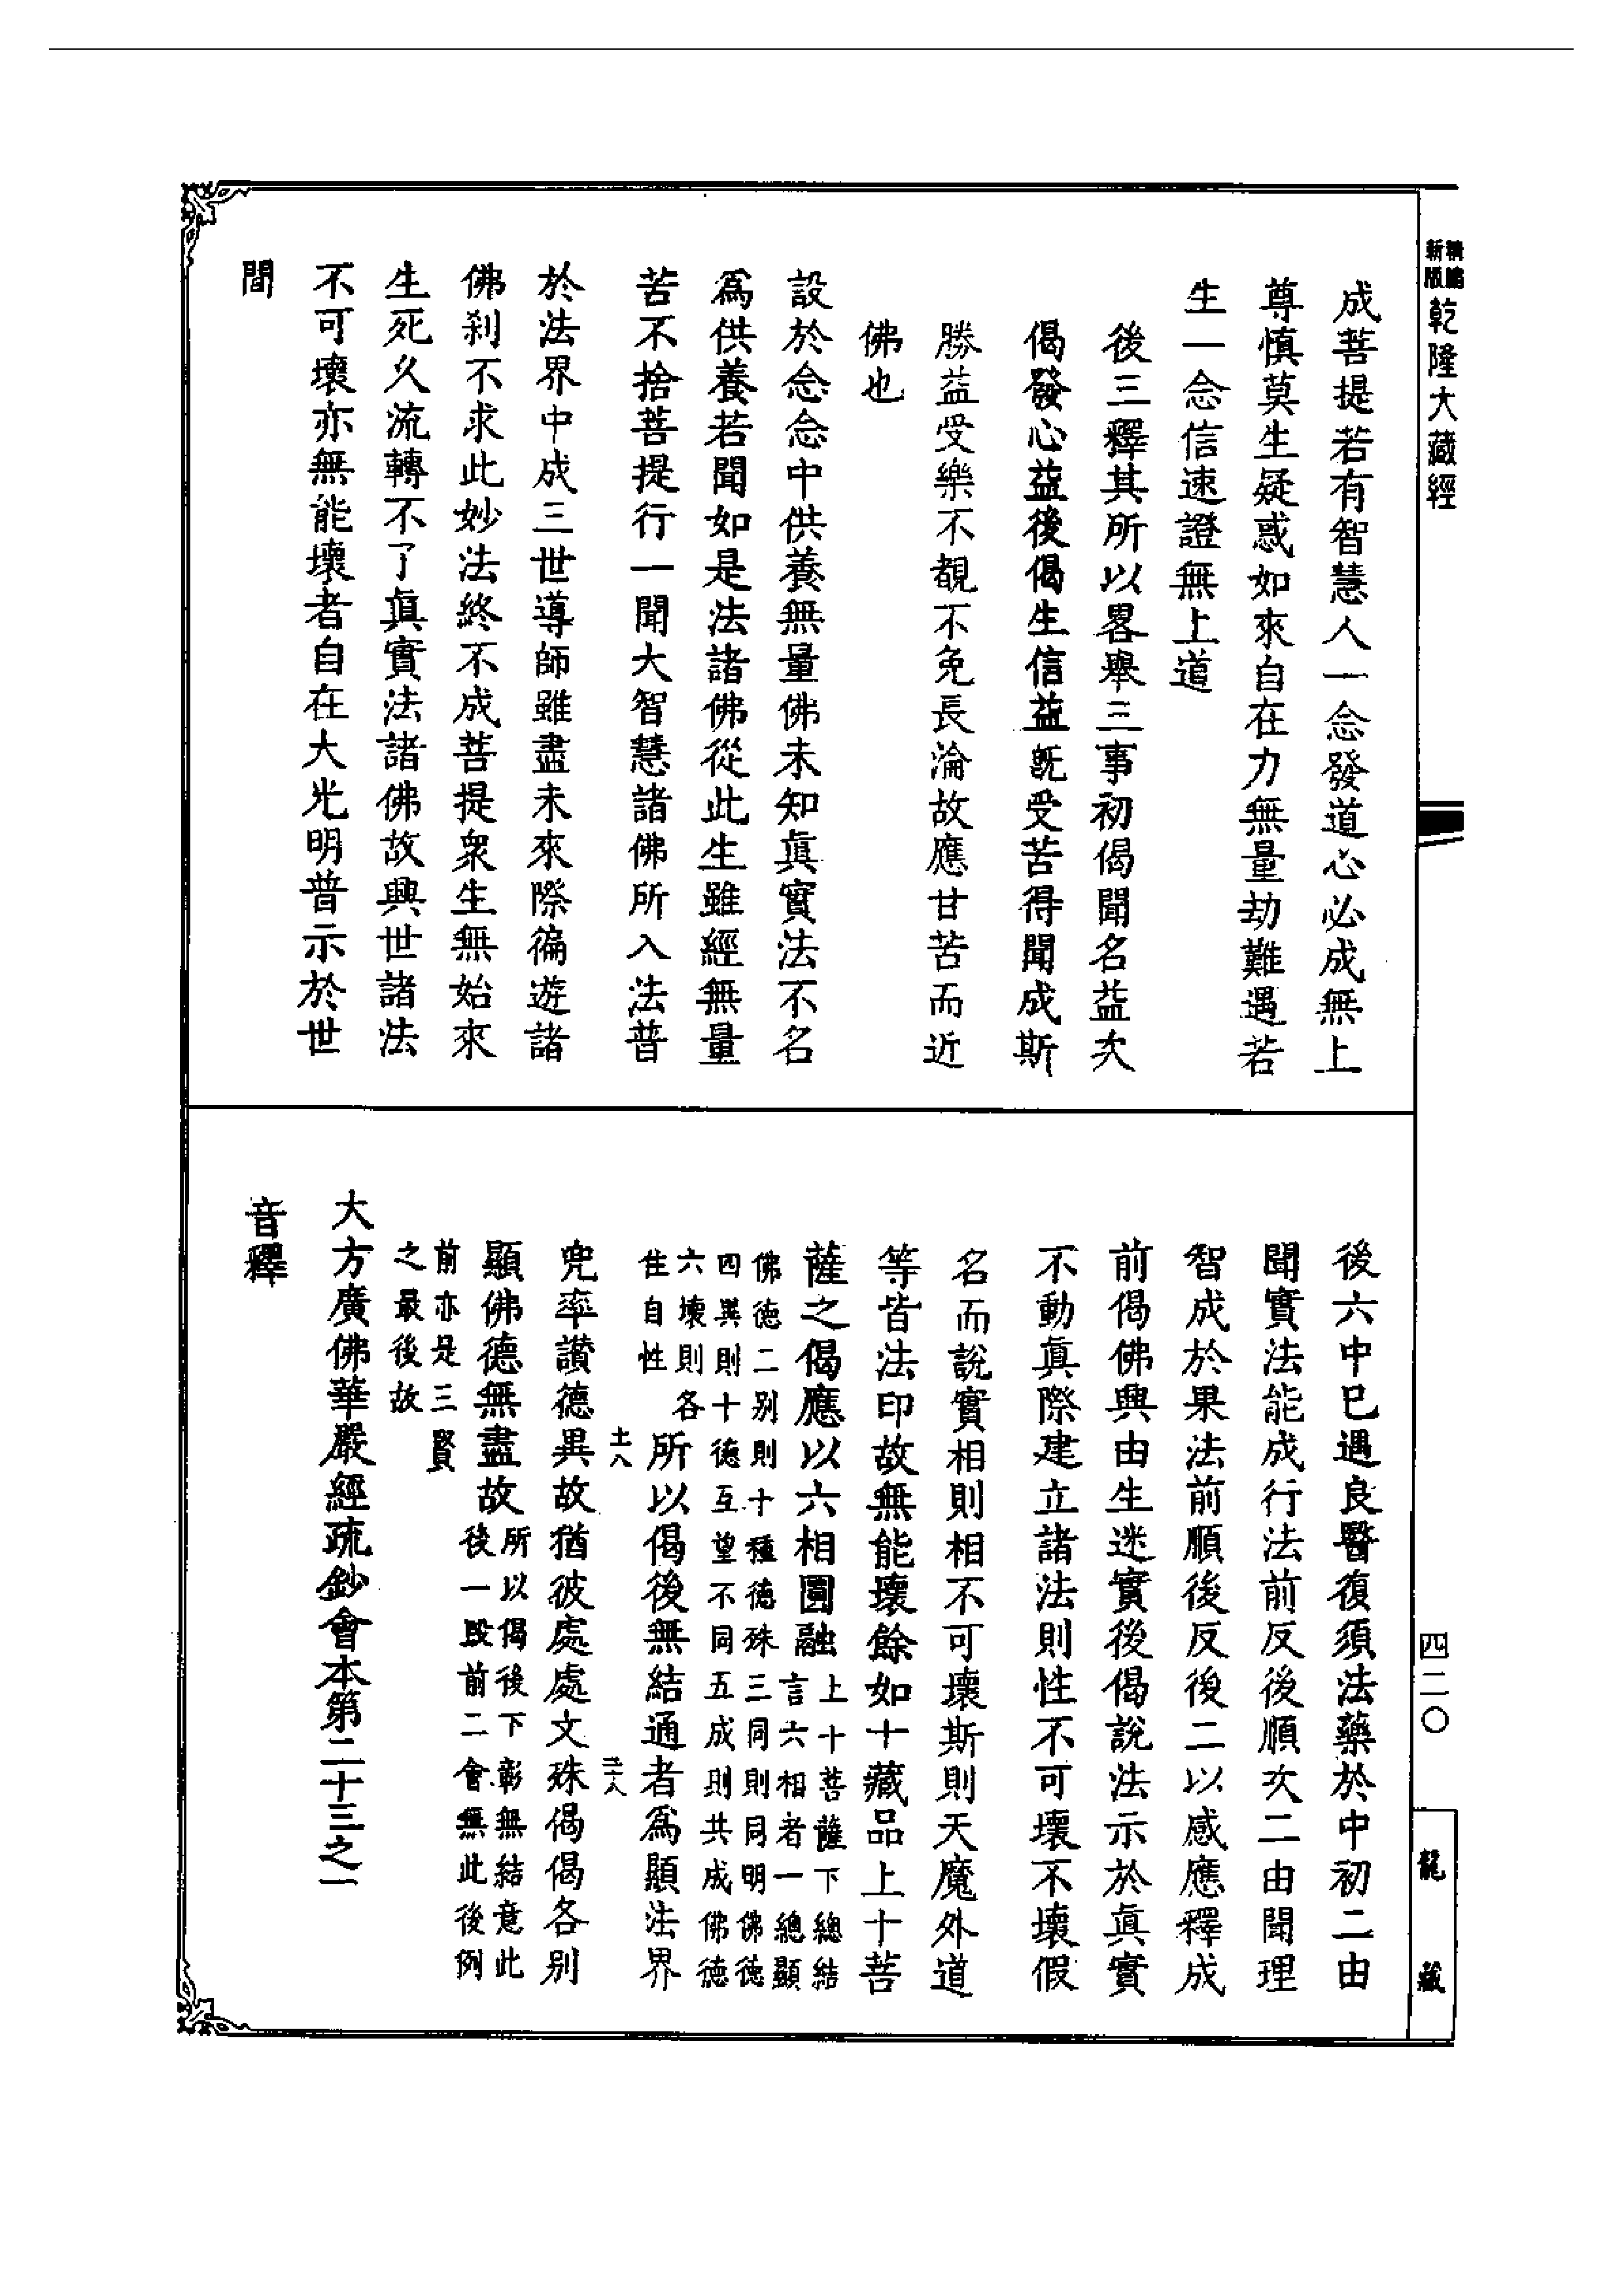 新版
精編
乾隆大藏經
四二〇
龍藏
成菩提若有智慧人一念發道心必成無上
尊慎莫生疑惑如來自在力無量劫難遇若
生一念信速證無上道
後三釋其所以畧舉三事初偈聞名益次
偈發心益後偈生信益既受苦得聞成斯
勝益受樂不覩不免長淪故應甘苦而近
佛也
設於念念中供養無量佛未知眞實法不名
爲供養若聞如是法諸佛從此生雖經無量
苦不捨菩提行一聞大智慧諸佛所入法普
於法界中成三世導師雖盡未來際徧遊諸
佛刹不求此妙法終不成菩提衆生無始來
生死久流轉不了眞實法諸佛故興世諸法
不可壞亦無能壞者自在大光明普示於世
間
後六中已遇良醫復須法藥於中初二由
聞實法能成行法前反後順次二由聞理
智成於果法前順後反後二以感應釋成
前偈佛興由生迷實後偈說法示於眞實
不動眞際建立諸法則性不可壞不壞假
名而說實相則相不可壞斯則天魔外道
等皆法印故無能壞餘如十藏品上十菩
薩之偈應以六相圓融
上十菩薩下總結
言六相者一總顯
佛德二別則十種德殊三同則同明佛德
四異則十德互望不同五成則共成佛德
六壞則各
住自性
所以偈後無結通者爲顯法界
十八
兜率讚德異故猶彼處處文殊偈偈各別
三十八
顯佛德無盡故
所以偈後下彰無結意此
後一段前二會無此後例
前亦是三賢
之最後故
大方廣佛華嚴經疏鈔會本第二十三之一
音釋